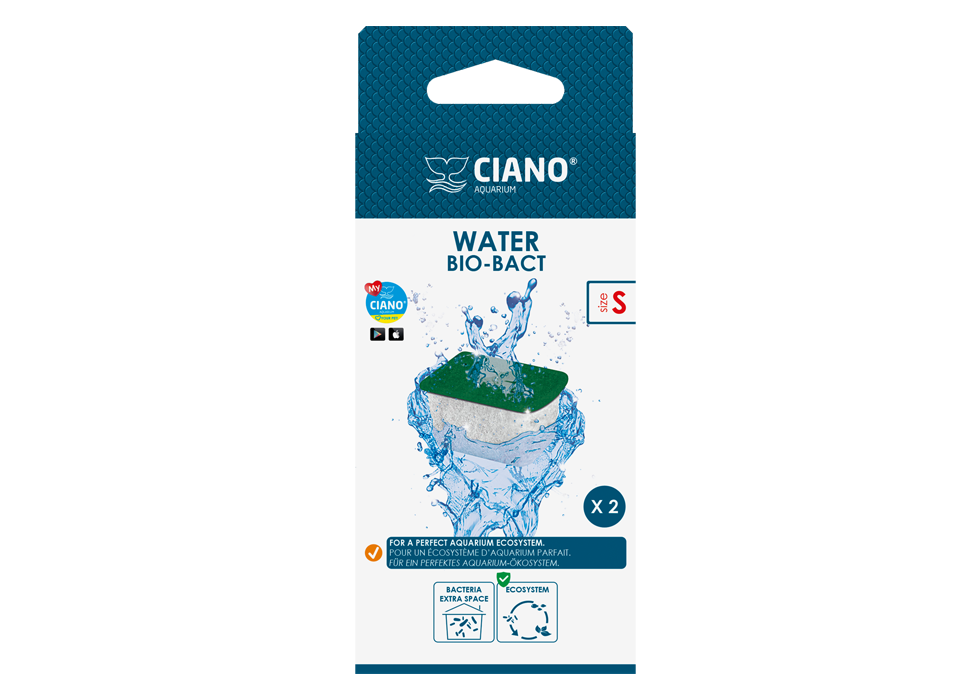 CIANO®
AQUARIUM
WATER
BIO-BACT
MY
CIANO®
AQUARIUM
size S
X 2
FOR A PERFECT AQUARIUM ECOSYSTEM.
POUR UN ÉCOSYSTÈME D'AQUARIUM PARFAIT.
FÜR EIN PERFEKTES AQUARIUM-ÖKOSYSTEM.
BACTERIA
EXTRA SPACE
ECOSYSTEM